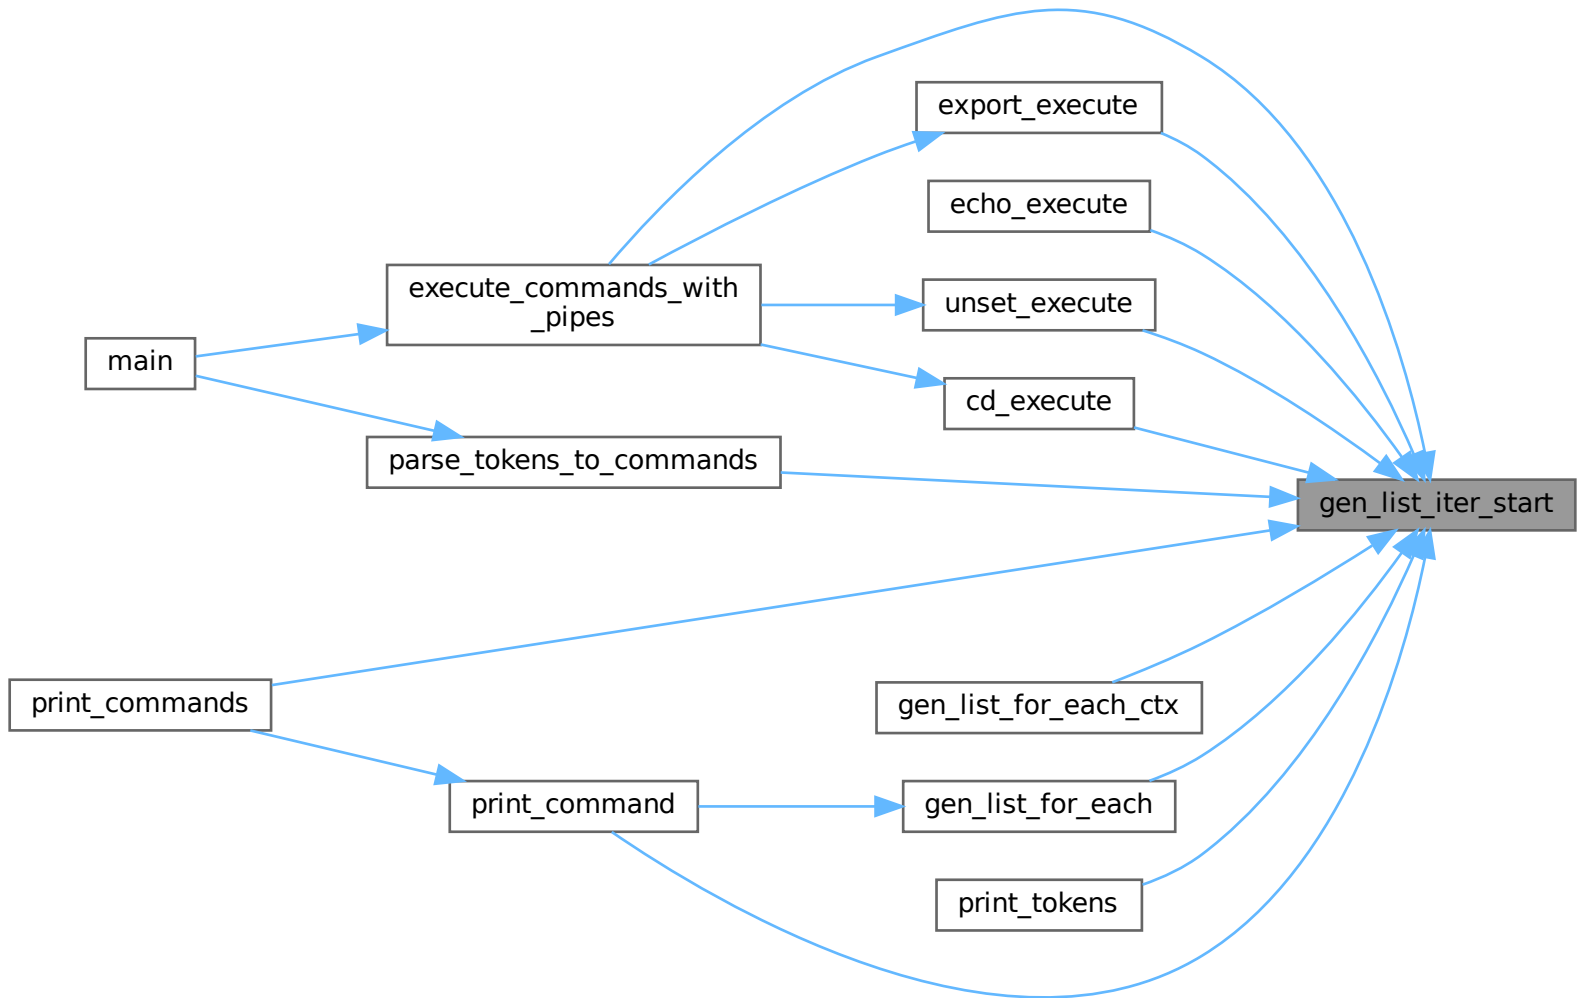 export_execute
echo_execute
execute_commands_with
_pipes
unset_execute
main
cd_execute
parse_tokens_to_commands
gen_list_iter_start
print_commands
gen_list_for_each_ctx
print_command
gen_list_for_each
print_tokens